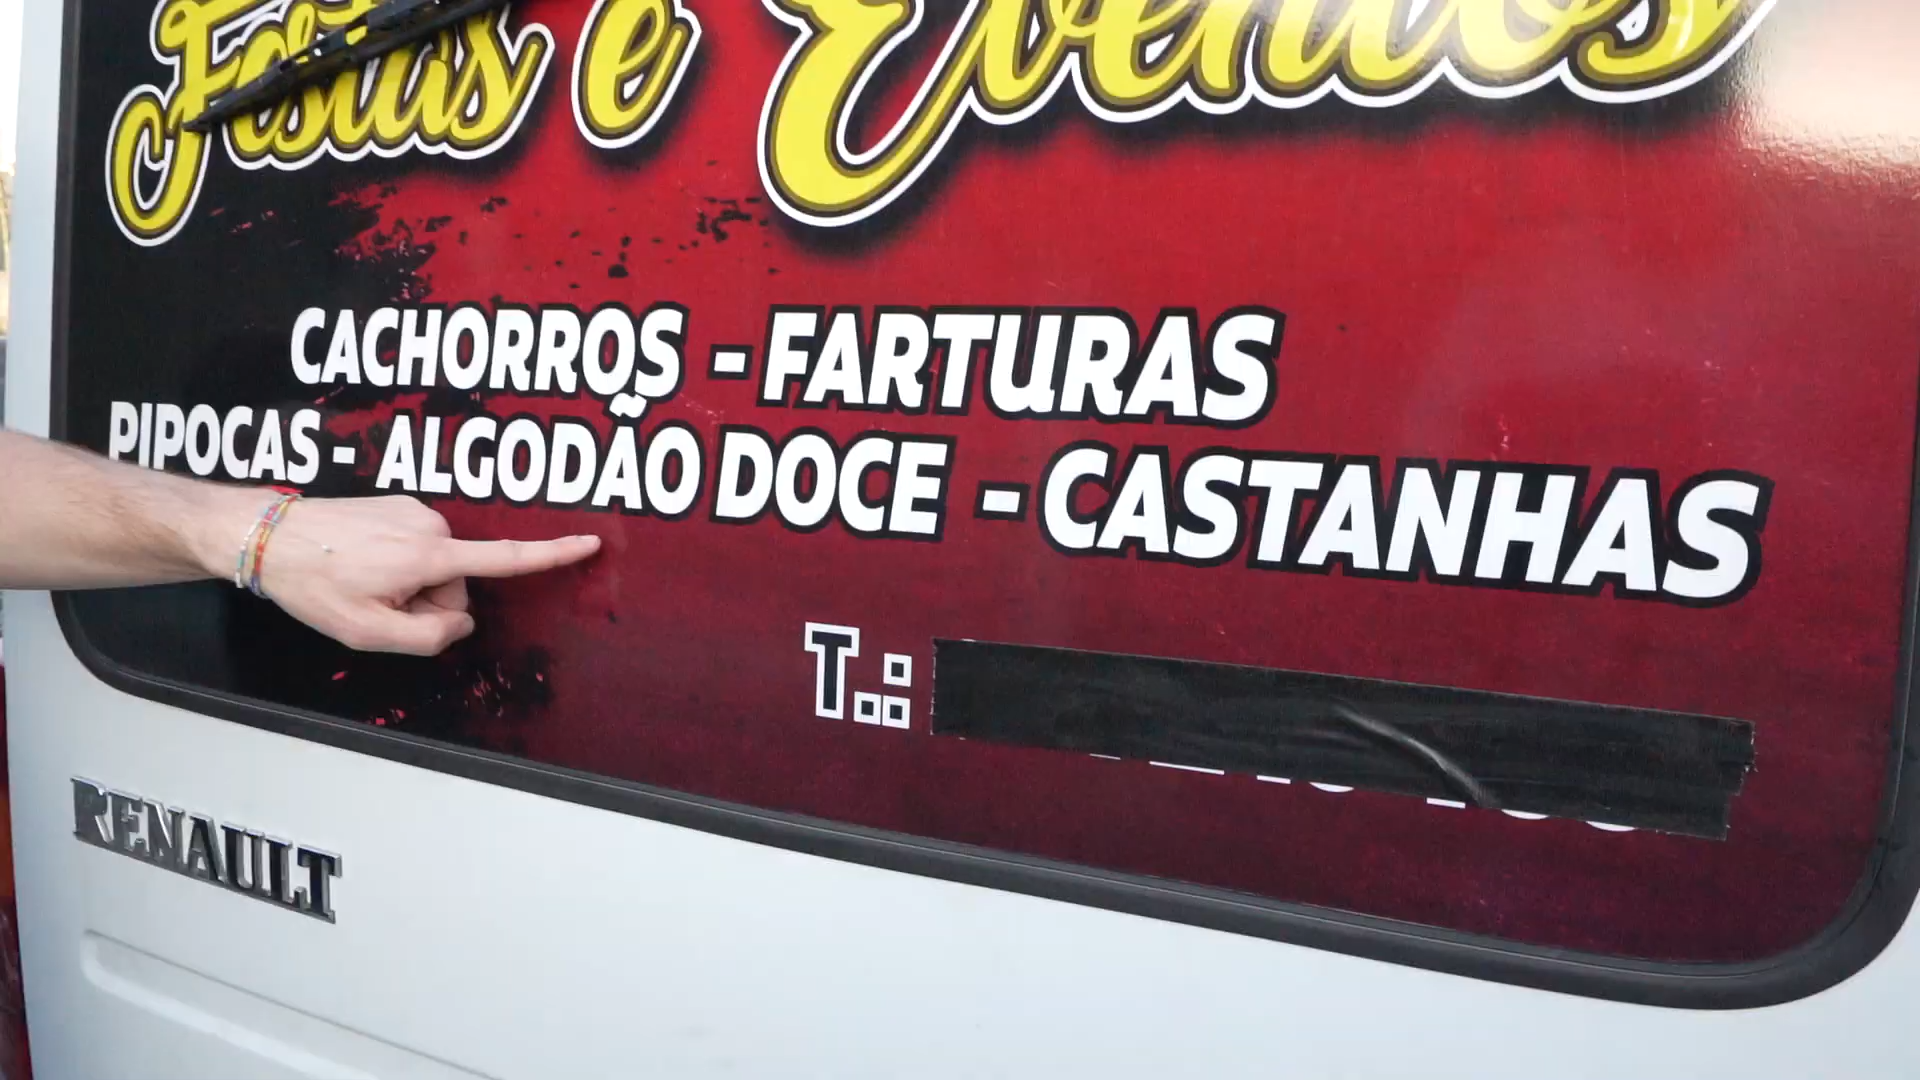 Festas e Eventos
CACHORROS - FARTURAS
PIPOCAS - ALGODÃO DOCE - CASTANHAS
T.:
RENAULT